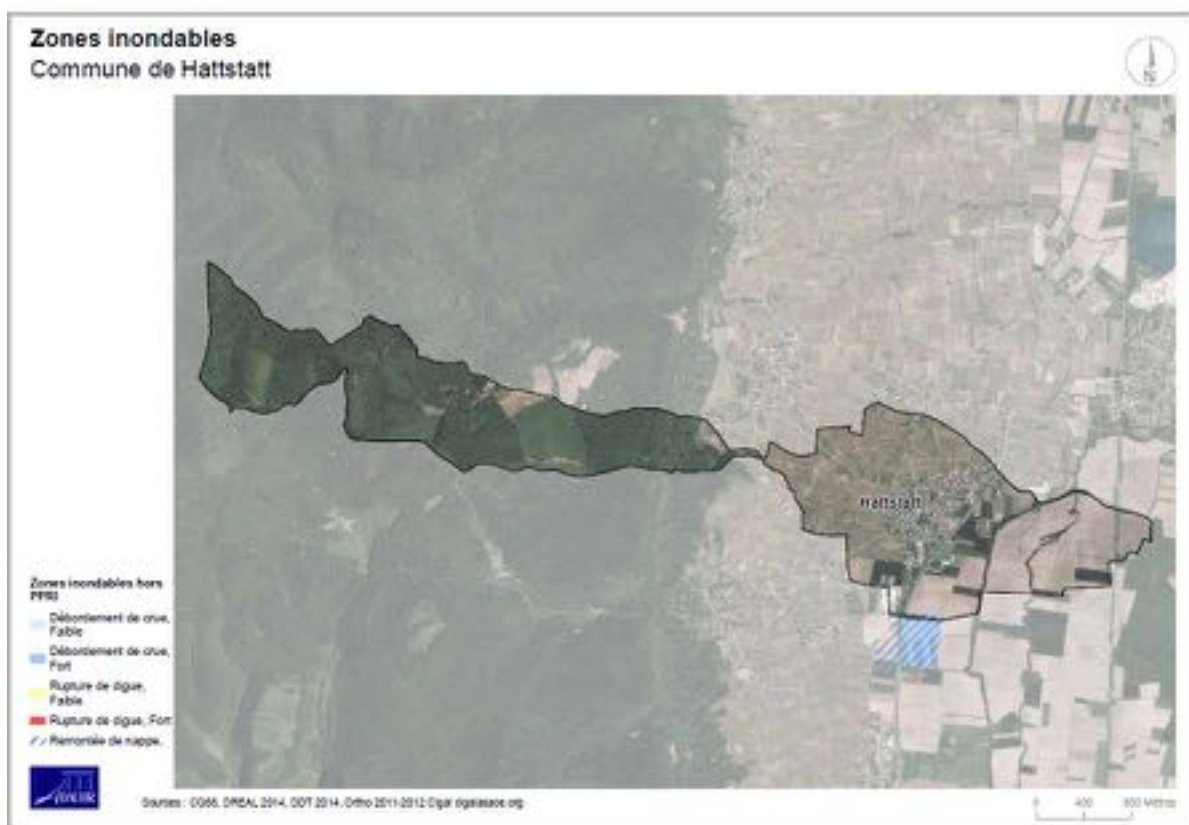 Zones inondables
Commune de Hattstatt
N
Hattstatt
Zones inondables hors
PPRI
Débordement de crue,
Faible
Débordement de crue,
Fort
Rupture de digue,
Faible
Rupture de digue, Fort
Remontée de nappe,
Sources : CG68, DREAL 2014, DDT 2014, Ortho 2011-2012 Cigal cigalsace.org
0 400 800 Mètres